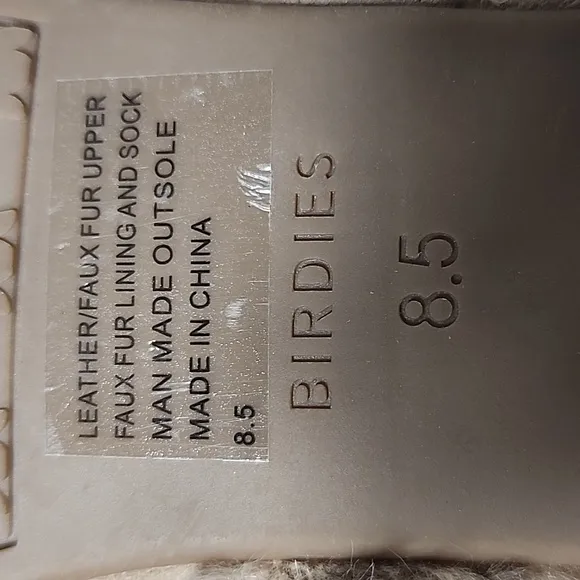 LEATHER/FAUX FUR UPPER
FAUX FUR LINING AND SOCK
MAN MADE OUTSOLE
MADE IN CHINA
8.5
BIRDIES
8.5